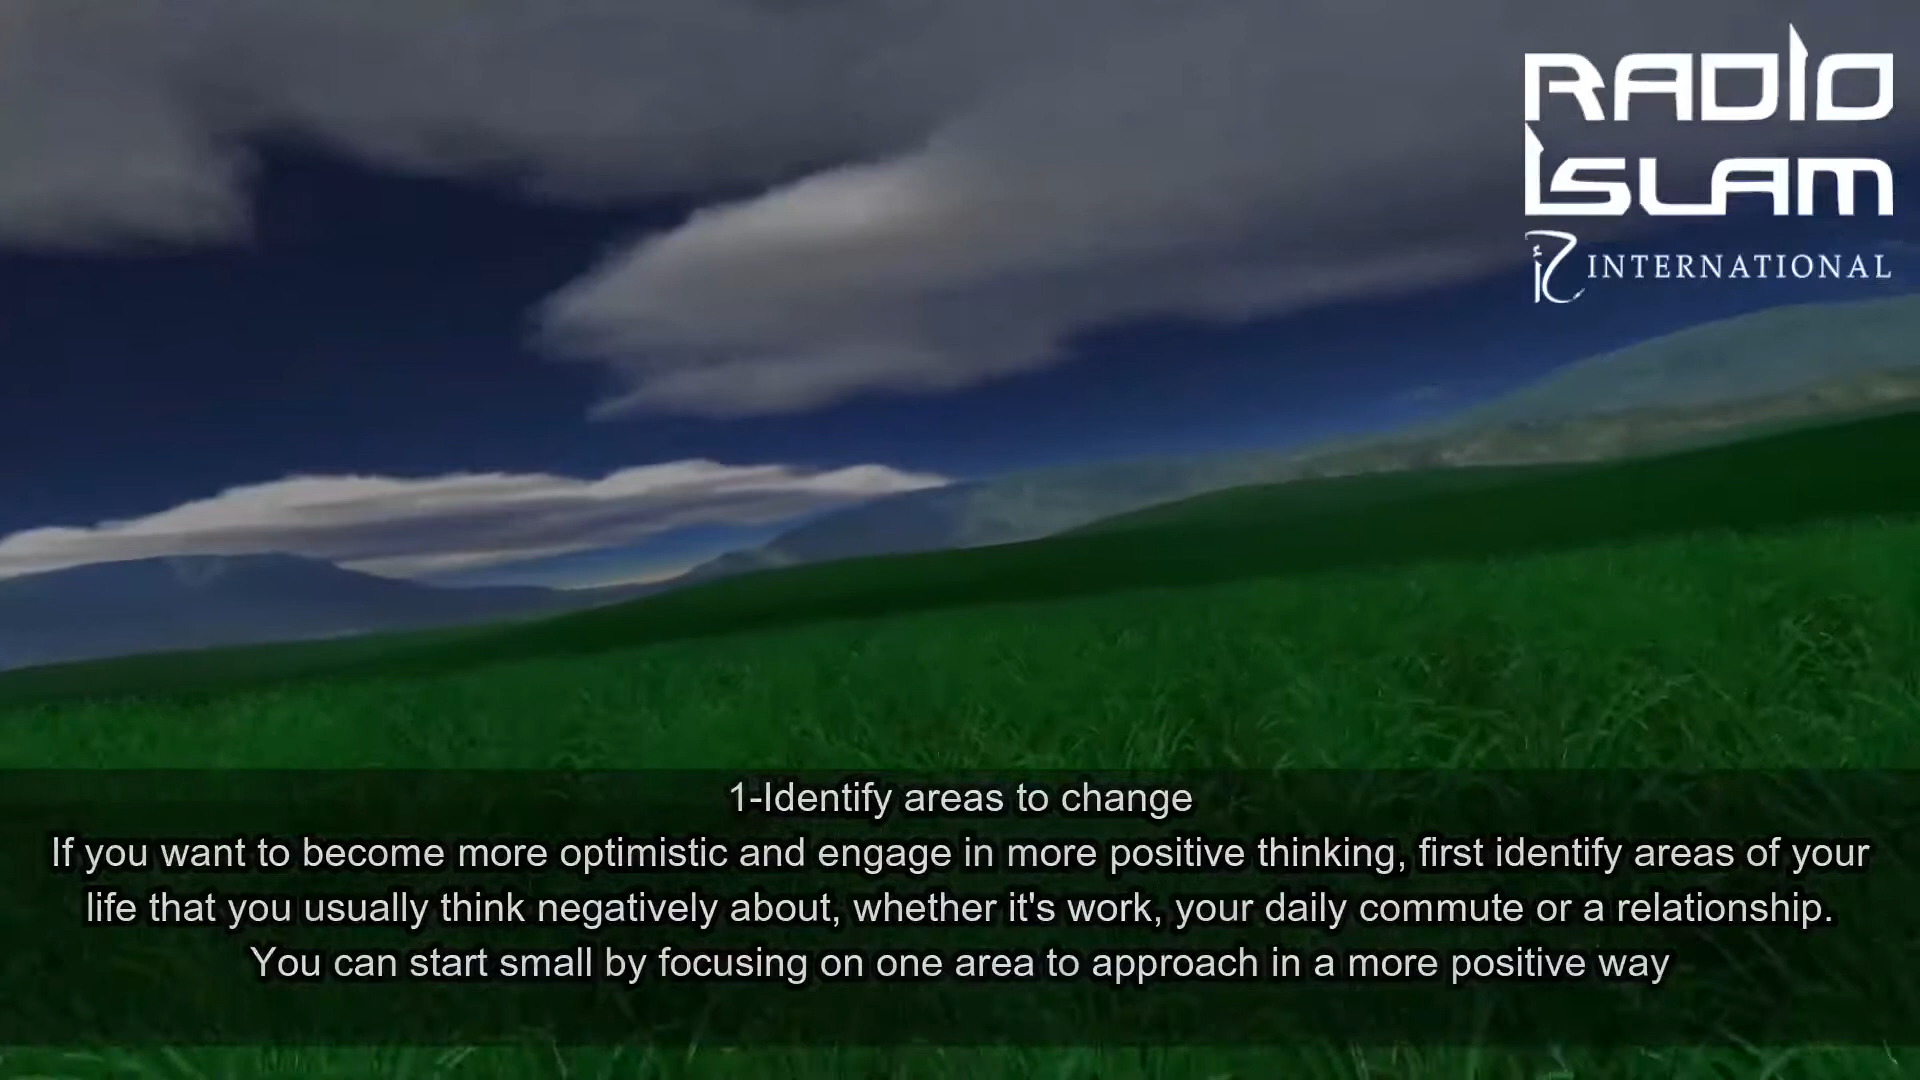 RADIO
ISLAM
INTERNATIONAL
1-Identify areas to change
If you want to become more optimistic and engage in more positive thinking, first identify areas of your
life that you usually think negatively about, whether it's work, your daily commute or a relationship.
You can start small by focusing on one area to approach in a more positive way